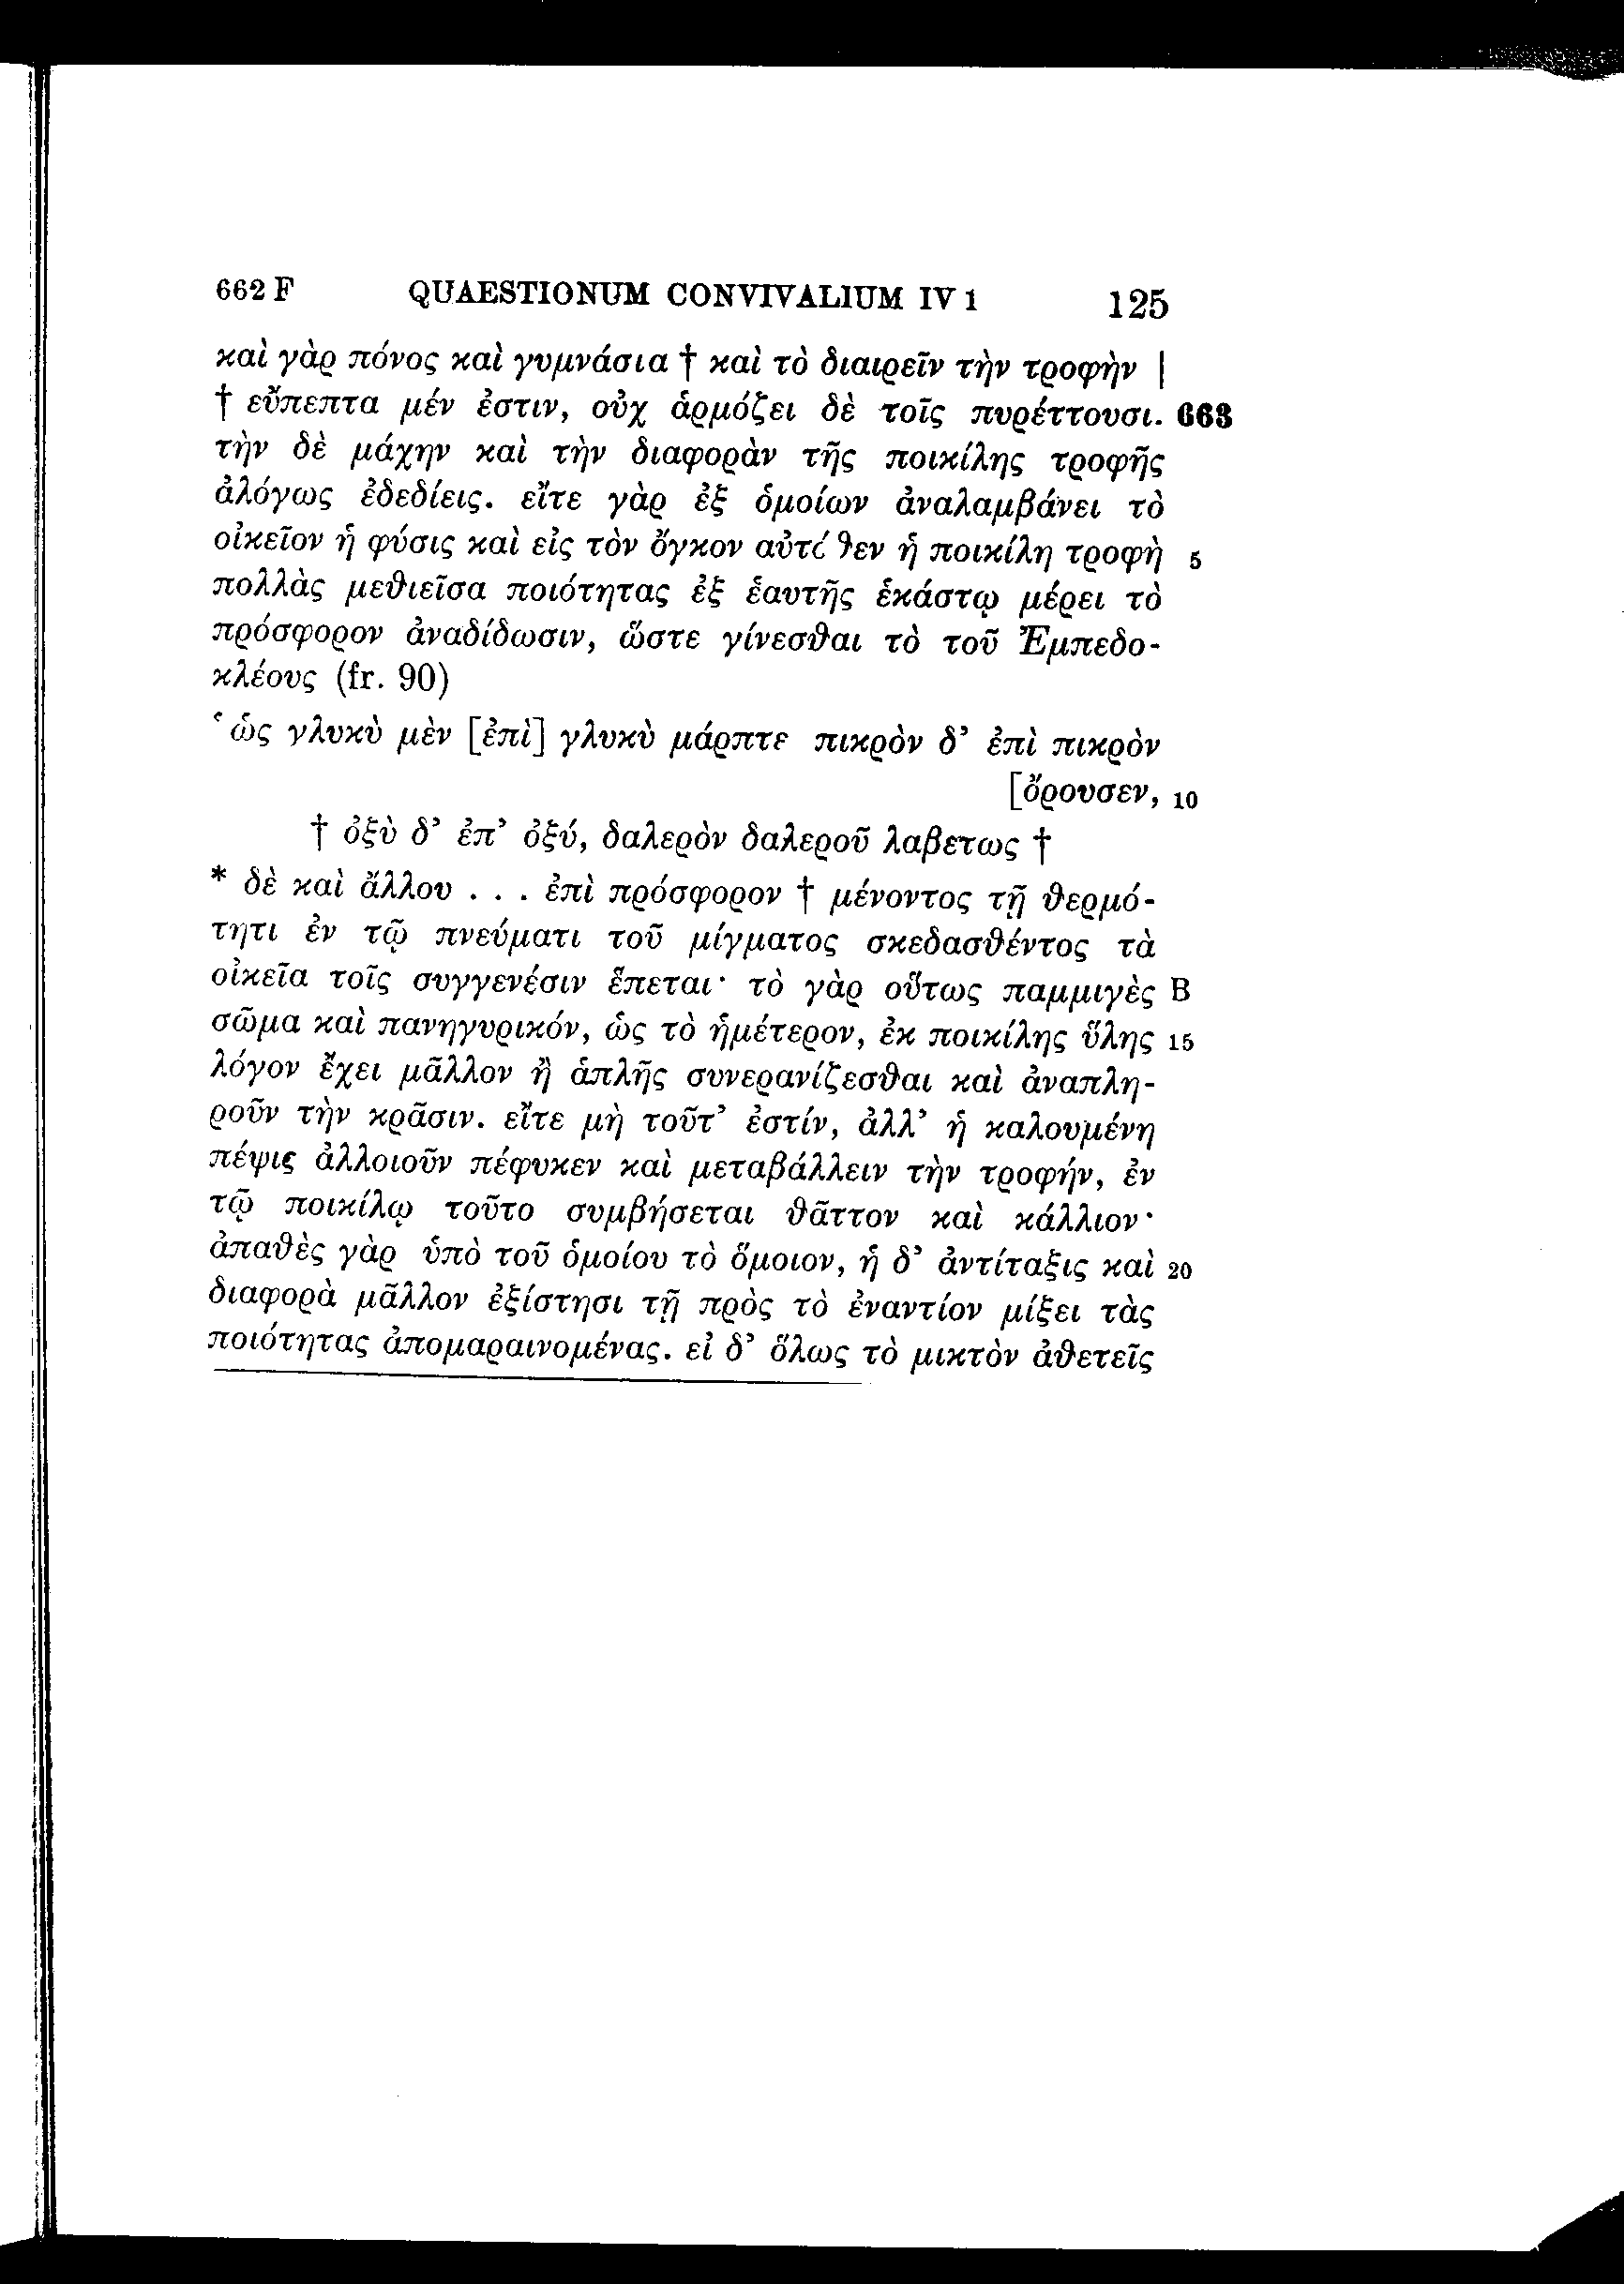 662 F QUAESTIONUM CONVIVALIUM IV 1 125
καὶ γὰρ πόνος καὶ γυμνάσια † καὶ τὸ διαιρεῖν τὴν τροφὴν |
† εὔπεπτα μέν ἐστιν, οὐχ ἁρμόζει δὲ τοῖς πυρέττουσι. 663
τὴν δὲ μάχην καὶ τὴν διαφορὰν τῆς ποικίλης τροφῆς
ἀλόγως ἐδεδίεις. εἴτε γὰρ ἐξ ὁμοίων ἀναλαμβάνει τὸ
οἰκεῖον ἡ φύσις καὶ εἰς τὸν ὄγκον αὐτόθεν ἡ ποικίλη τροφὴ 5
πολλὰς μεθιεῖσα ποιότητας ἐξ ἑαυτῆς ἑκάστῳ μέρει τὸ
πρόσφορον ἀναδίδωσιν, ὥστε γίνεσθαι τὸ τοῦ Ἐμπεδο-
κλέους (fr. 90)
‘ὡς γλυκὺ μὲν [ἐπὶ] γλυκὺ μάρπτε πικρὸν δ’ ἐπὶ πικρὸν
[ὄρουσεν, 10
† ὀξὺ δ’ ἐπ’ ὀξύ, δαλερὸν δαλεροῦ λαβετως †
* δὲ καὶ ἄλλου . . . ἐπὶ πρόσφορον † μένοντος τῇ θερμό-
τητι ἐν τῷ πνεύματι τοῦ μίγματος σκεδασθέντος τὰ
οἰκεῖα τοῖς συγγενέσιν ἕπεται· τὸ γὰρ οὕτως παμμιγὲς B
σῶμα καὶ πανηγυρικόν, ὡς τὸ ἡμέτερον, ἐκ ποικίλης ὕλης 15
λόγον ἔχει μᾶλλον ἢ ἁπλῆς συνερανίζεσθαι καὶ ἀναπλη-
ροῦν τὴν κρᾶσιν. εἴτε μὴ τοῦτ’ ἐστίν, ἀλλ’ ἡ καλουμένη
πέψις ἀλλοιοῦν πέφυκεν καὶ μεταβάλλειν τὴν τροφήν, ἐν
τῷ ποικίλῳ τοῦτο συμβήσεται θᾶττον καὶ κάλλιον·
ἀπαθὲς γὰρ ὑπὸ τοῦ ὁμοίου τὸ ὅμοιον, ἡ δ’ ἀντίταξις καὶ 20
διαφορὰ μᾶλλον ἐξίστησι τῇ πρὸς τὸ ἐναντίον μίξει τὰς
ποιότητας ἀπομαραινομένας. εἰ δ’ ὅλως τὸ μικτὸν ἀθετεῖς